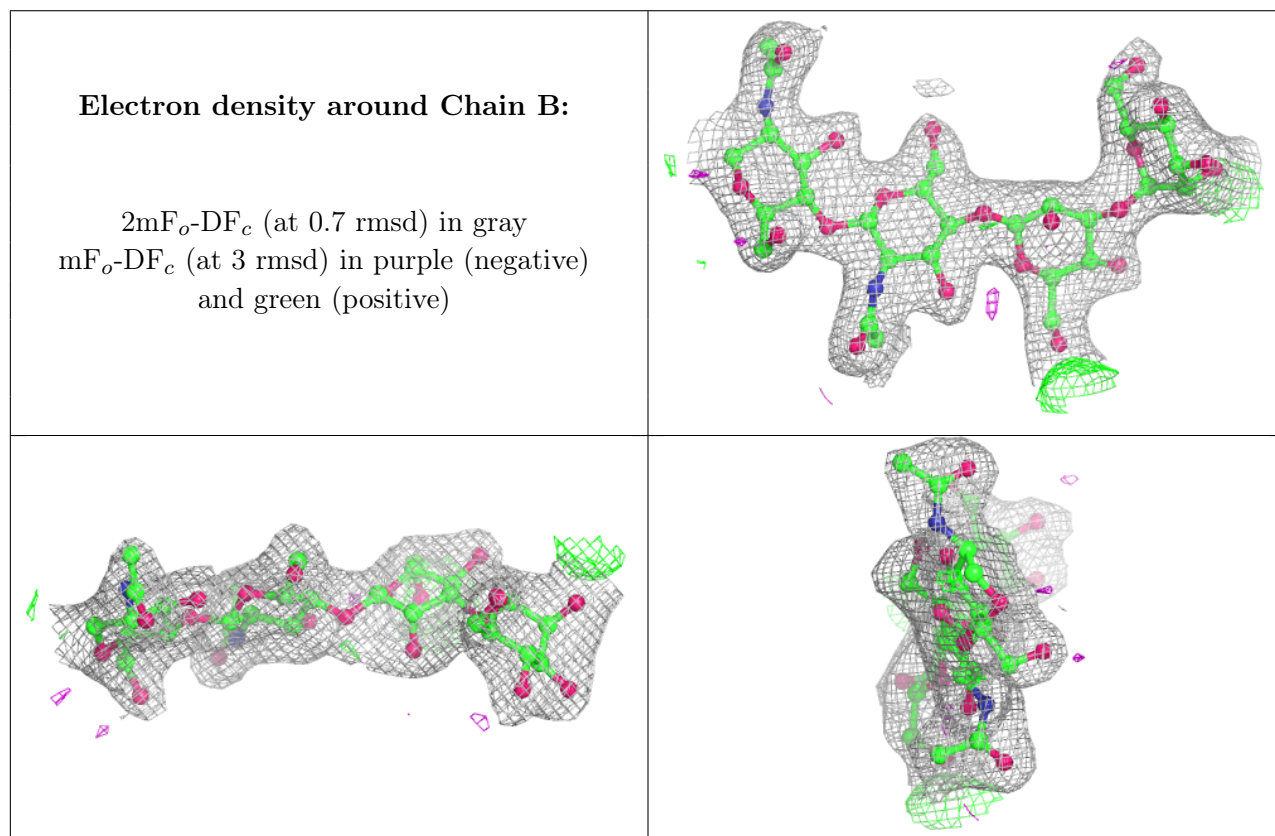 Electron density around Chain B:
2mFₒ-DF𝒸 (at 0.7 rmsd) in gray
mFₒ-DF𝒸 (at 3 rmsd) in purple (negative)
and green (positive)